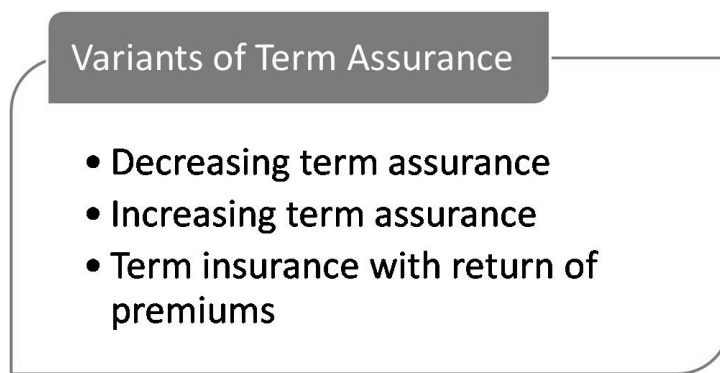 Variants of Term Assurance
• Decreasing term assurance
• Increasing term assurance
• Term insurance with return of
premiums